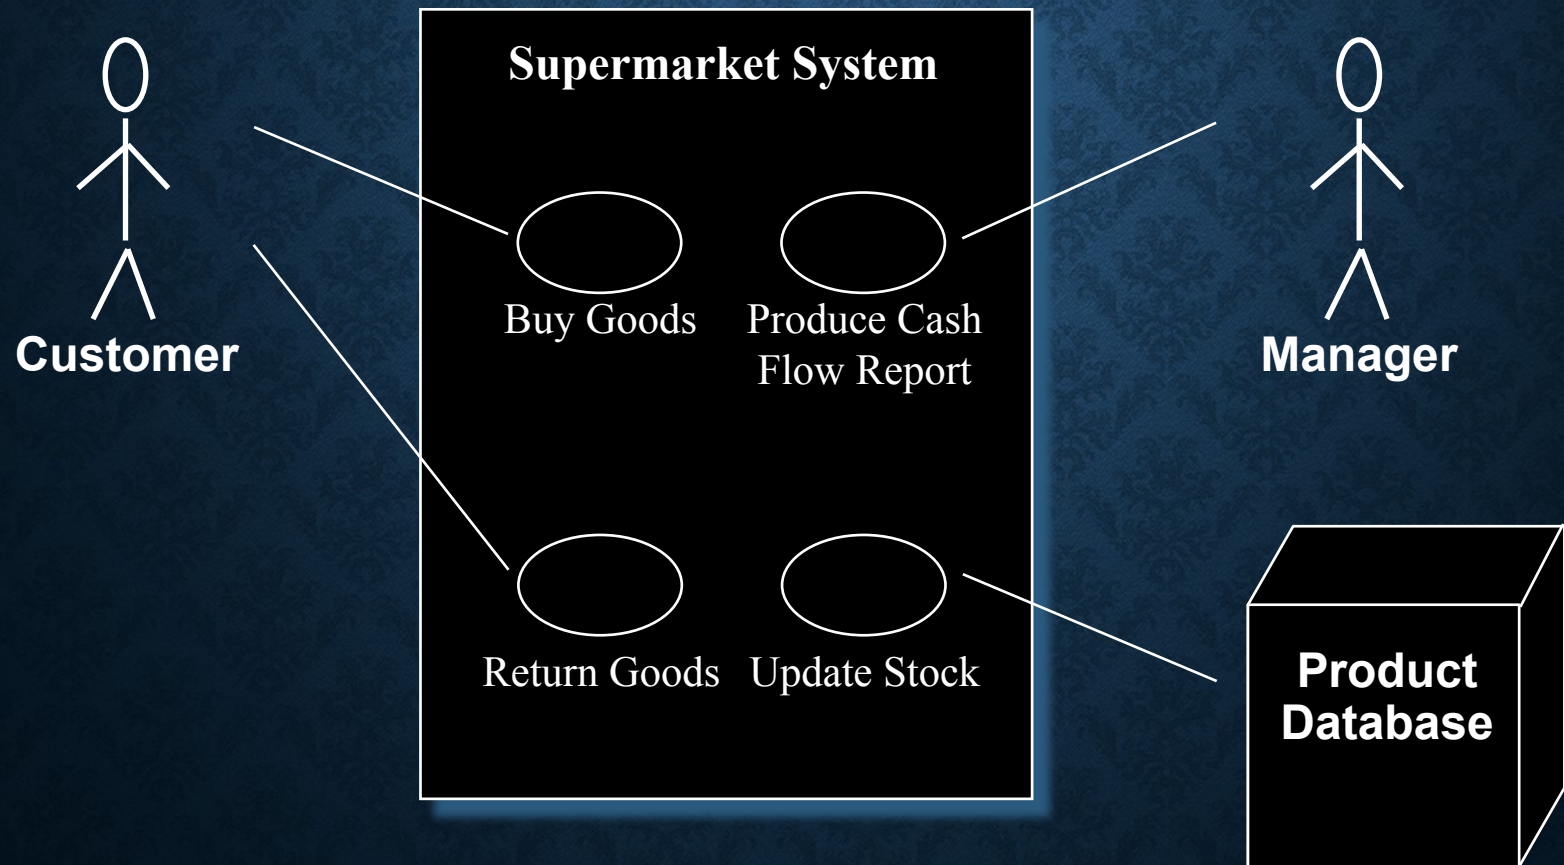 Supermarket System
Buy Goods
Produce Cash
Flow Report
Customer
Manager
Return Goods
Update Stock
Product
Database